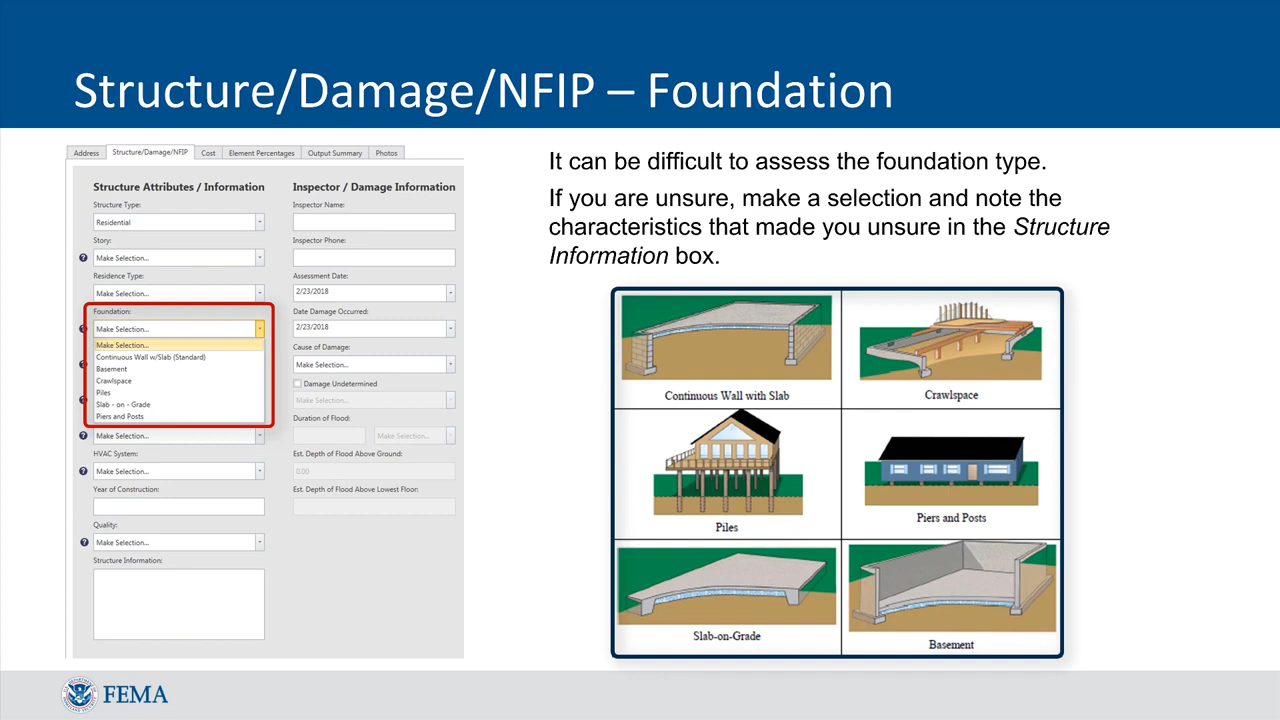 Structure/Damage/NFIP – Foundation
Address
Structure/Damage/NFIP
Cost
Element Percentages
Output Summary
Photos
Structure Attributes / Information
Structure Type:
Residential
Story:
Make Selection...
Residence Type:
Make Selection...
Foundation:
Make Selection...
Make Selection...
Continuous Wall w/Slab (Standard)
Basement
Crawlspace
Piles
Slab - on - Grade
Piers and Posts
Make Selection...
HVAC System:
Make Selection...
Year of Construction:
Quality:
Make Selection...
Structure Information:
Inspector / Damage Information
Inspector Name:
Inspector Phone:
Assessment Date:
2/23/2018
Date Damage Occurred:
2/23/2018
Cause of Damage:
Make Selection...
Damage Undetermined
Make Selection...
Duration of Flood:
Make Selection...
Est. Depth of Flood Above Ground:
0.00
Est. Depth of Flood Above Lowest Floor:
It can be difficult to assess the foundation type.
If you are unsure, make a selection and note the
characteristics that made you unsure in the Structure
Information box.
Continuous Wall with Slab
Crawlspace
Piles
Piers and Posts
Slab-on-Grade
Basement
FEMA